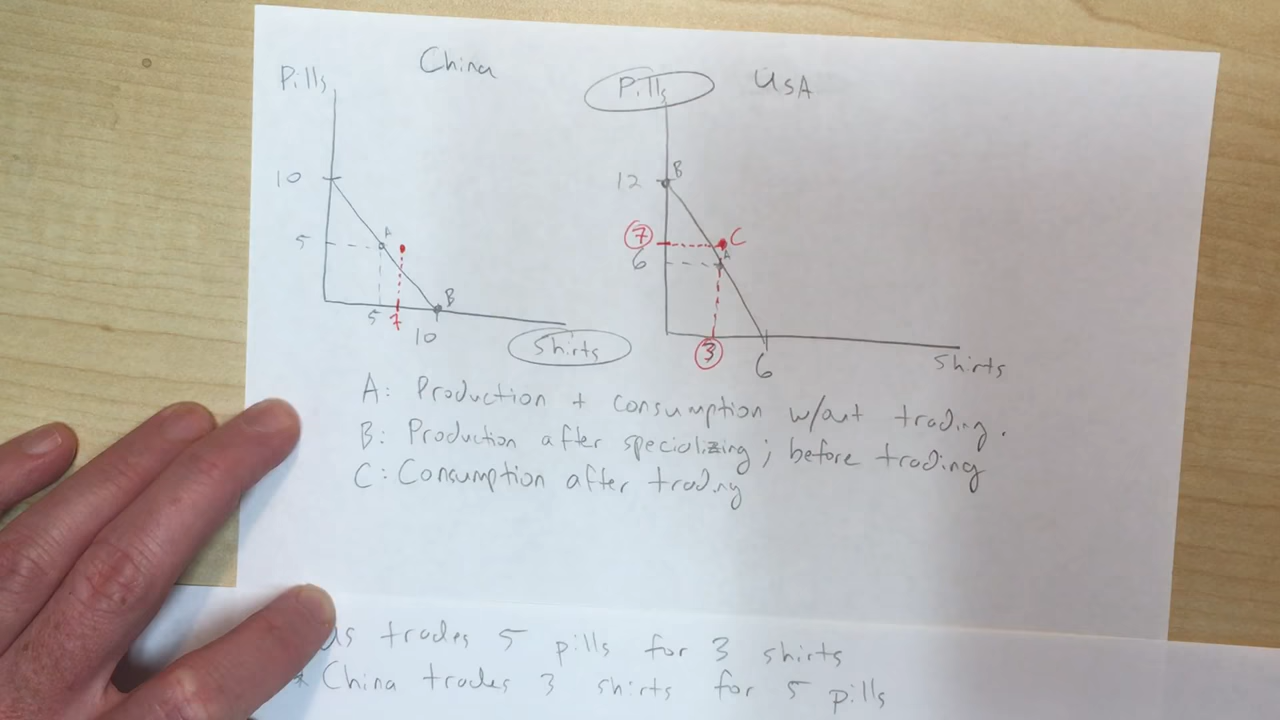 China
Pills
10
5
A
B
5
7
10
Shirts
USA
Pills
12
B
7
C
6
A
3
6
Shirts
A: Production + consumption w/out trading.
B: Production after specializing; before trading
C: Consumption after trading
us trades 5 pills for 3 shirts
* China trades 3 shirts for 5 pills